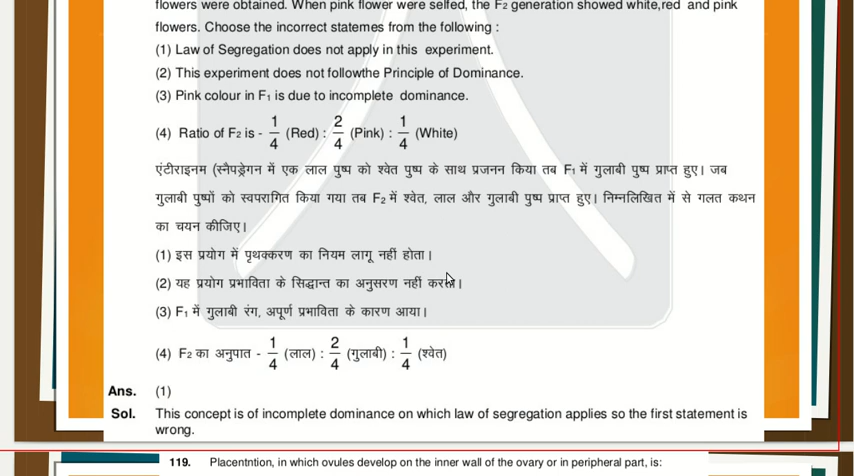 flowers were obtained. When pink flower were selfed, the F₂ generation showed white,red and pink
flowers. Choose the incorrect statemes from the following :
(1) Law of Segregation does not apply in this experiment.
(2) This experiment does not followthe Principle of Dominance.
(3) Pink colour in F₁ is due to incomplete dominance.
(4) Ratio of F₂ is - 1/4 (Red) : 2/4 (Pink) : 1/4 (White)
एंटीराइनम (स्नैपड्रेगन में एक लाल पुष्प को श्वेत पुष्प के साथ प्रजनन किया तब F₁ में गुलाबी पुष्प प्राप्त हुए। जब
गुलाबी पुष्पों को स्वपरागित किया गया तब F₂ में श्वेत, लाल और गुलाबी पुष्प प्राप्त हुए। निम्नलिखित में से गलत कथन
का चयन कीजिए।
(1) इस प्रयोग में पृथक्करण का नियम लागू नहीं होता।
(2) यह प्रयोग प्रभाविता के सिद्धान्त का अनुसरण नहीं करता।
(3) F₁ में गुलाबी रंग, अपूर्ण प्रभाविता के कारण आया।
(4) F₂ का अनुपात - 1/4 (लाल) : 2/4 (गुलाबी) : 1/4 (श्वेत)
Ans. (1)
Sol. This concept is of incomplete dominance on which law of segregation applies so the first statement is
wrong.
119. Placentntion, in which ovules develop on the inner wall of the ovary or in peripheral part, is: